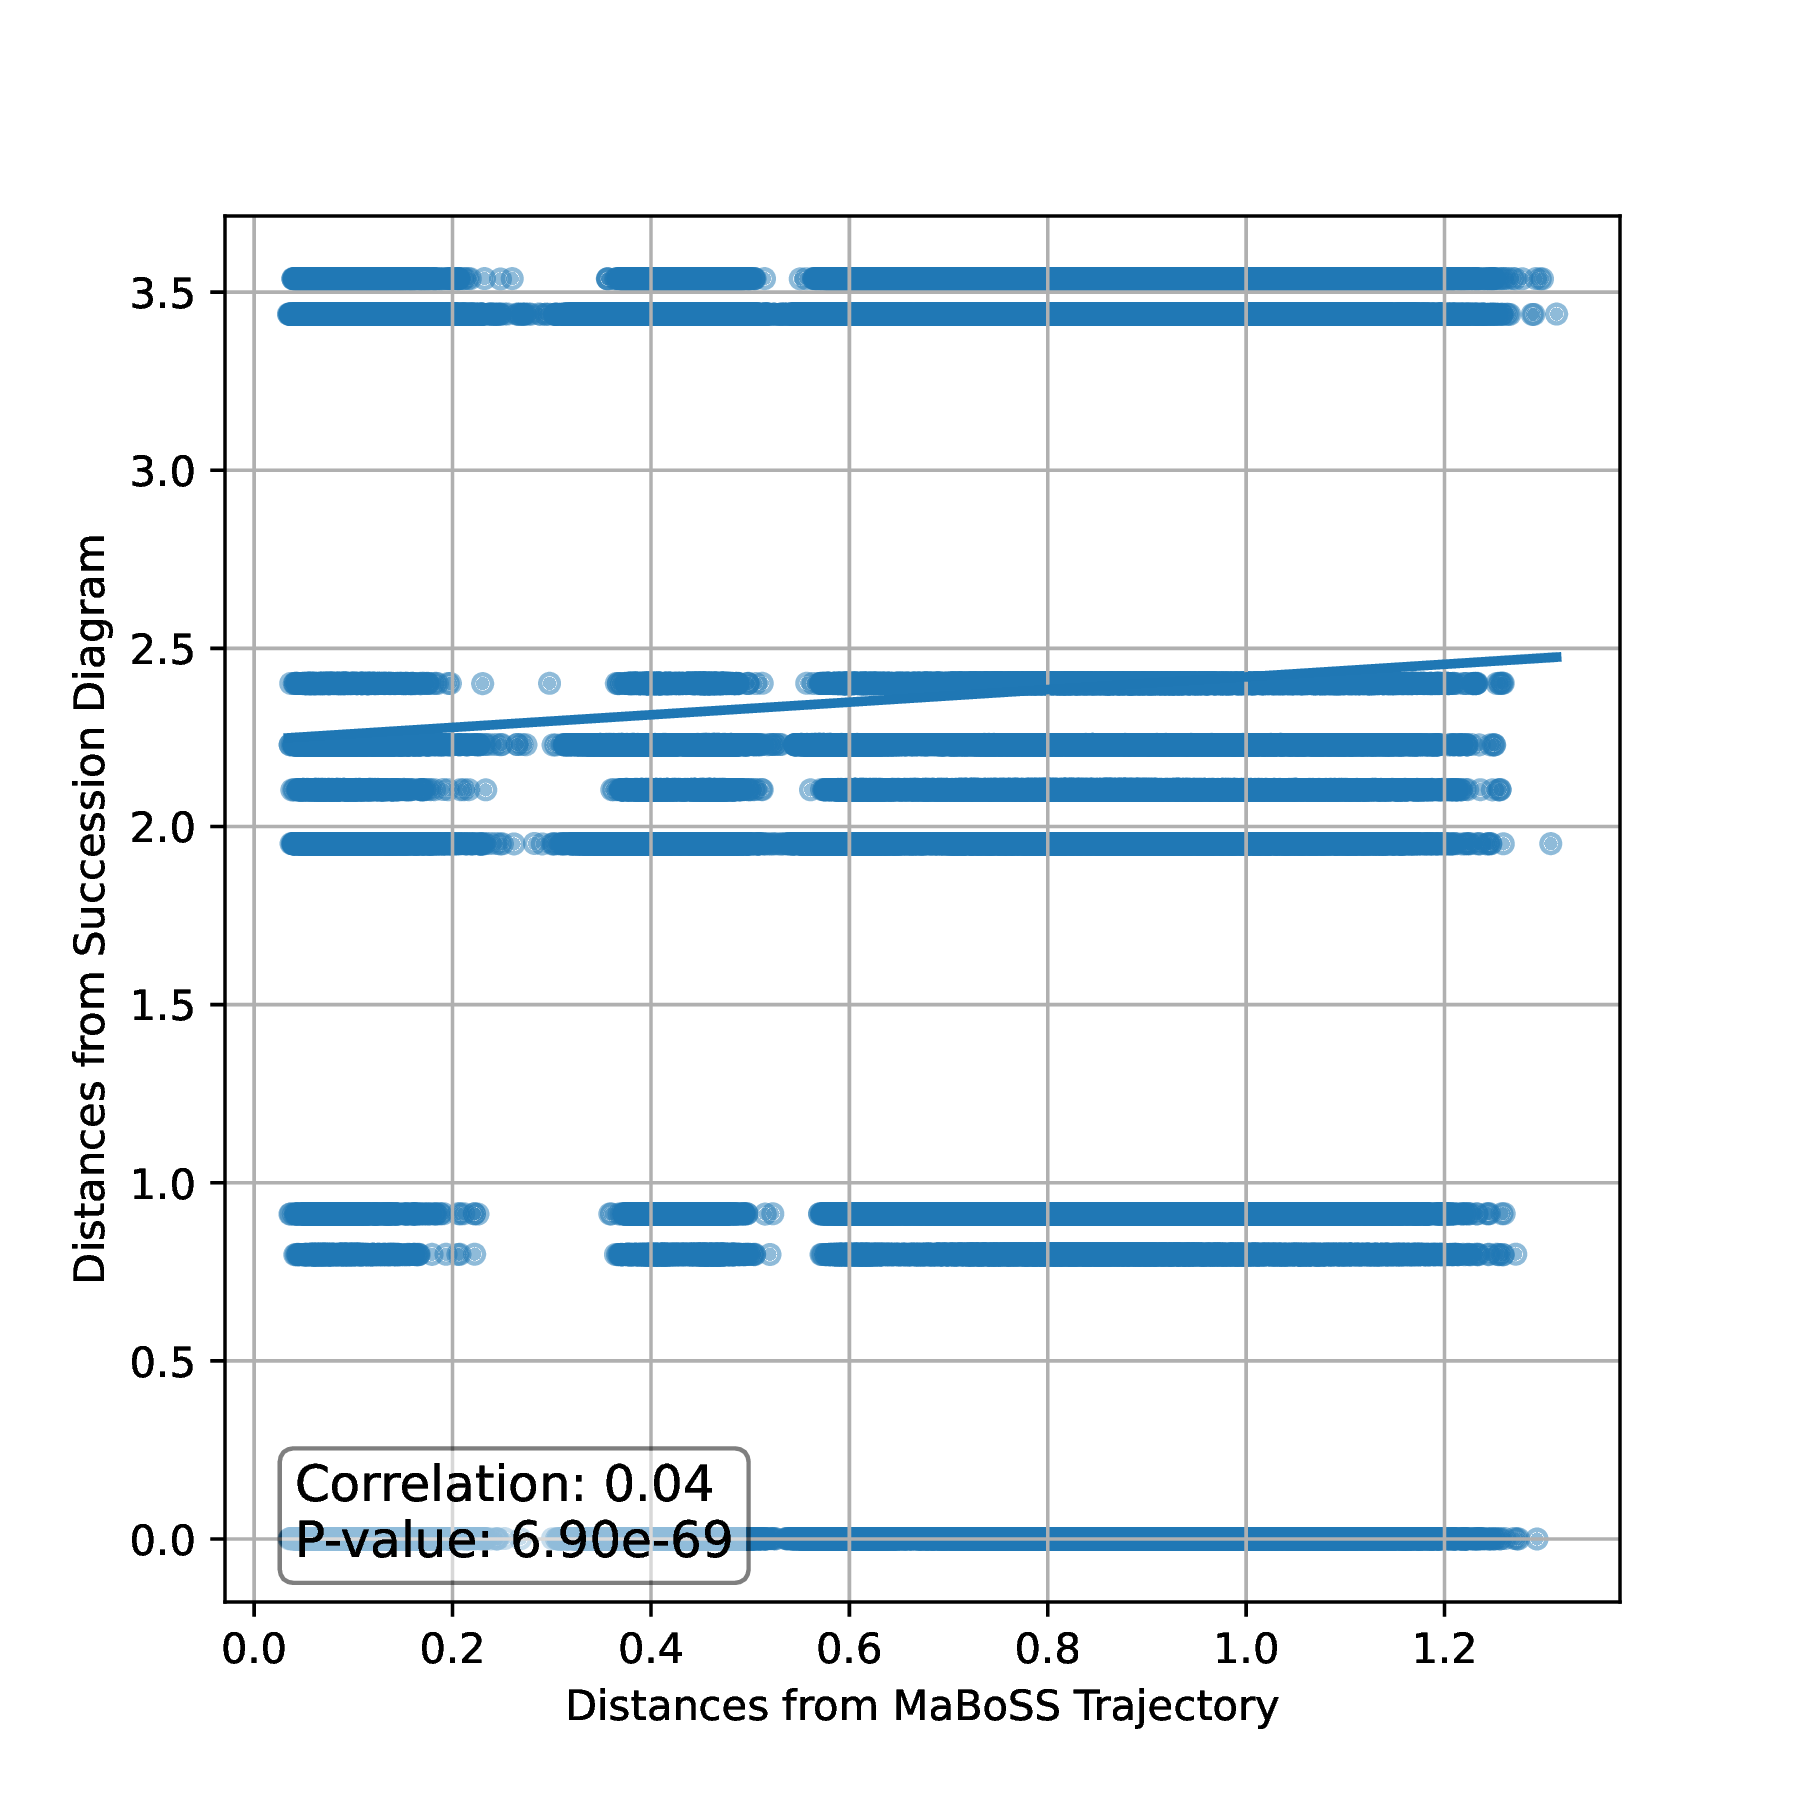 3.5
3.0
2.5
2.0
1.5
1.0
0.5
0.0
Distances from Succession Diagram
Correlation: 0.04
P-value: 6.90e-69
0.0 0.2 0.4 0.6 0.8 1.0 1.2
Distances from MaBoSS Trajectory